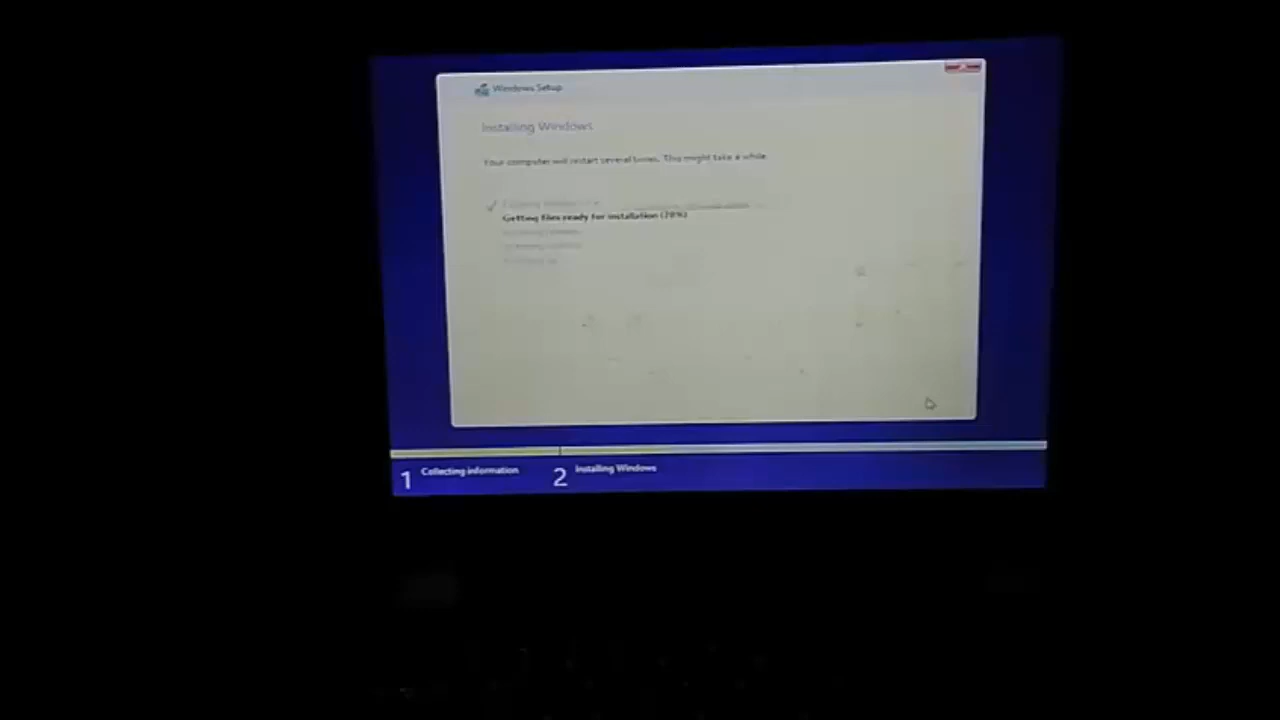 Windows Setup
Installing Windows
Your computer will restart several times. This might take a while.
Getting files ready for installation (78%)
1 Collecting information
2 Installing Windows